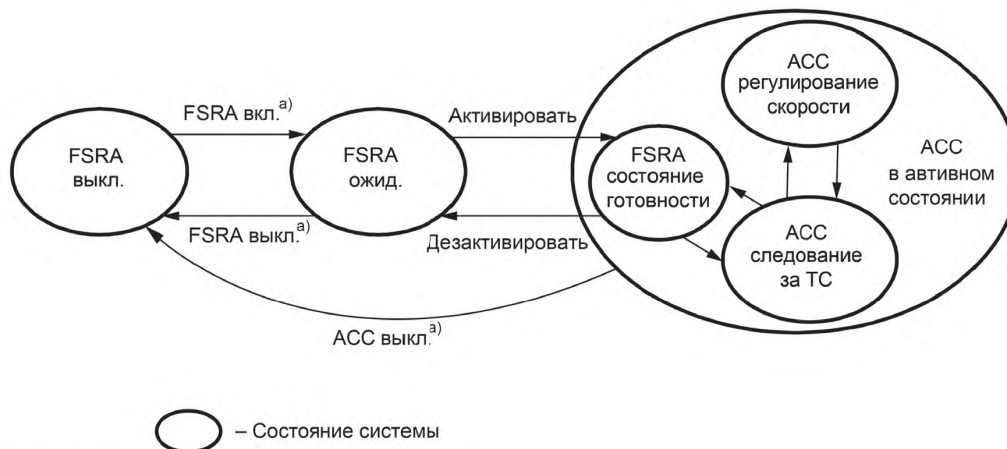 FSRA
выкл.
FSRA вкл.a)
FSRA выкл.a)
FSRA
ожид.
Активировать
Дезактивировать
ACC выкл.a)
FSRA
состояние
готовности
ACC
регулирование
скорости
ACC
следование
за ТС
ACC
в автивном
состоянии
– Состояние системы